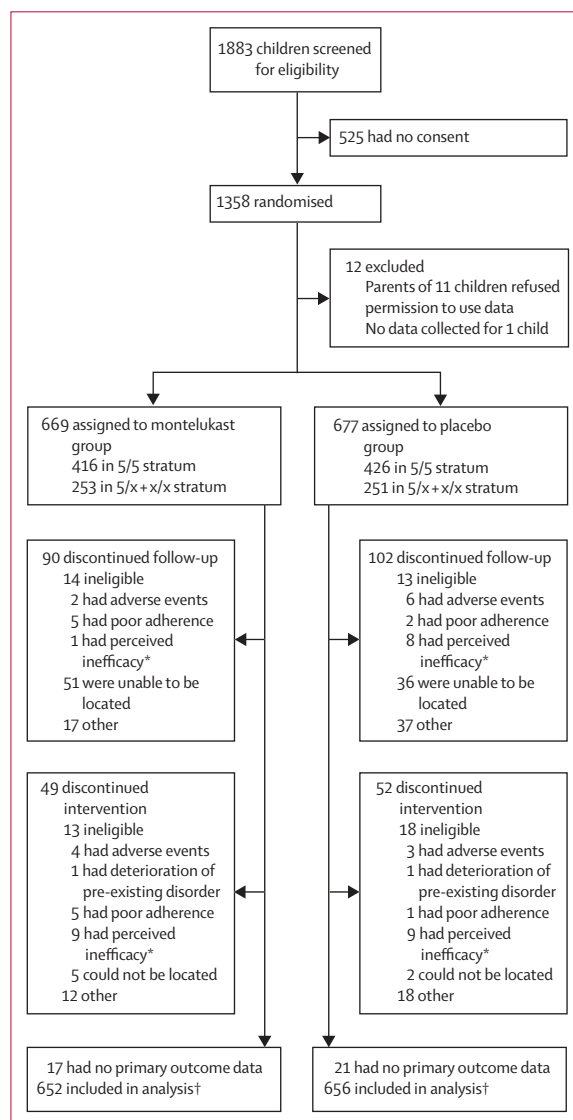 1883 children screened
for eligibility
525 had no consent
1358 randomised
12 excluded
Parents of 11 children refused
permission to use data
No data collected for 1 child
669 assigned to montelukast
group
416 in 5/5 stratum
253 in 5/x+x/x stratum
677 assigned to placebo
group
426 in 5/5 stratum
251 in 5/x+x/x stratum
90 discontinued follow-up
14 ineligible
2 had adverse events
5 had poor adherence
1 had perceived
inefficacy*
51 were unable to be
located
17 other
102 discontinued follow-up
13 ineligible
6 had adverse events
2 had poor adherence
8 had perceived
inefficacy*
36 were unable to be
located
37 other
49 discontinued
intervention
13 ineligible
4 had adverse events
1 had deterioration of
pre-existing disorder
5 had poor adherence
9 had perceived
inefficacy*
5 could not be located
12 other
52 discontinued
intervention
18 ineligible
3 had adverse events
1 had deterioration of
pre-existing disorder
1 had poor adherence
9 had perceived
inefficacy*
2 could not be located
18 other
17 had no primary outcome data
652 included in analysis†
21 had no primary outcome data
656 included in analysis†